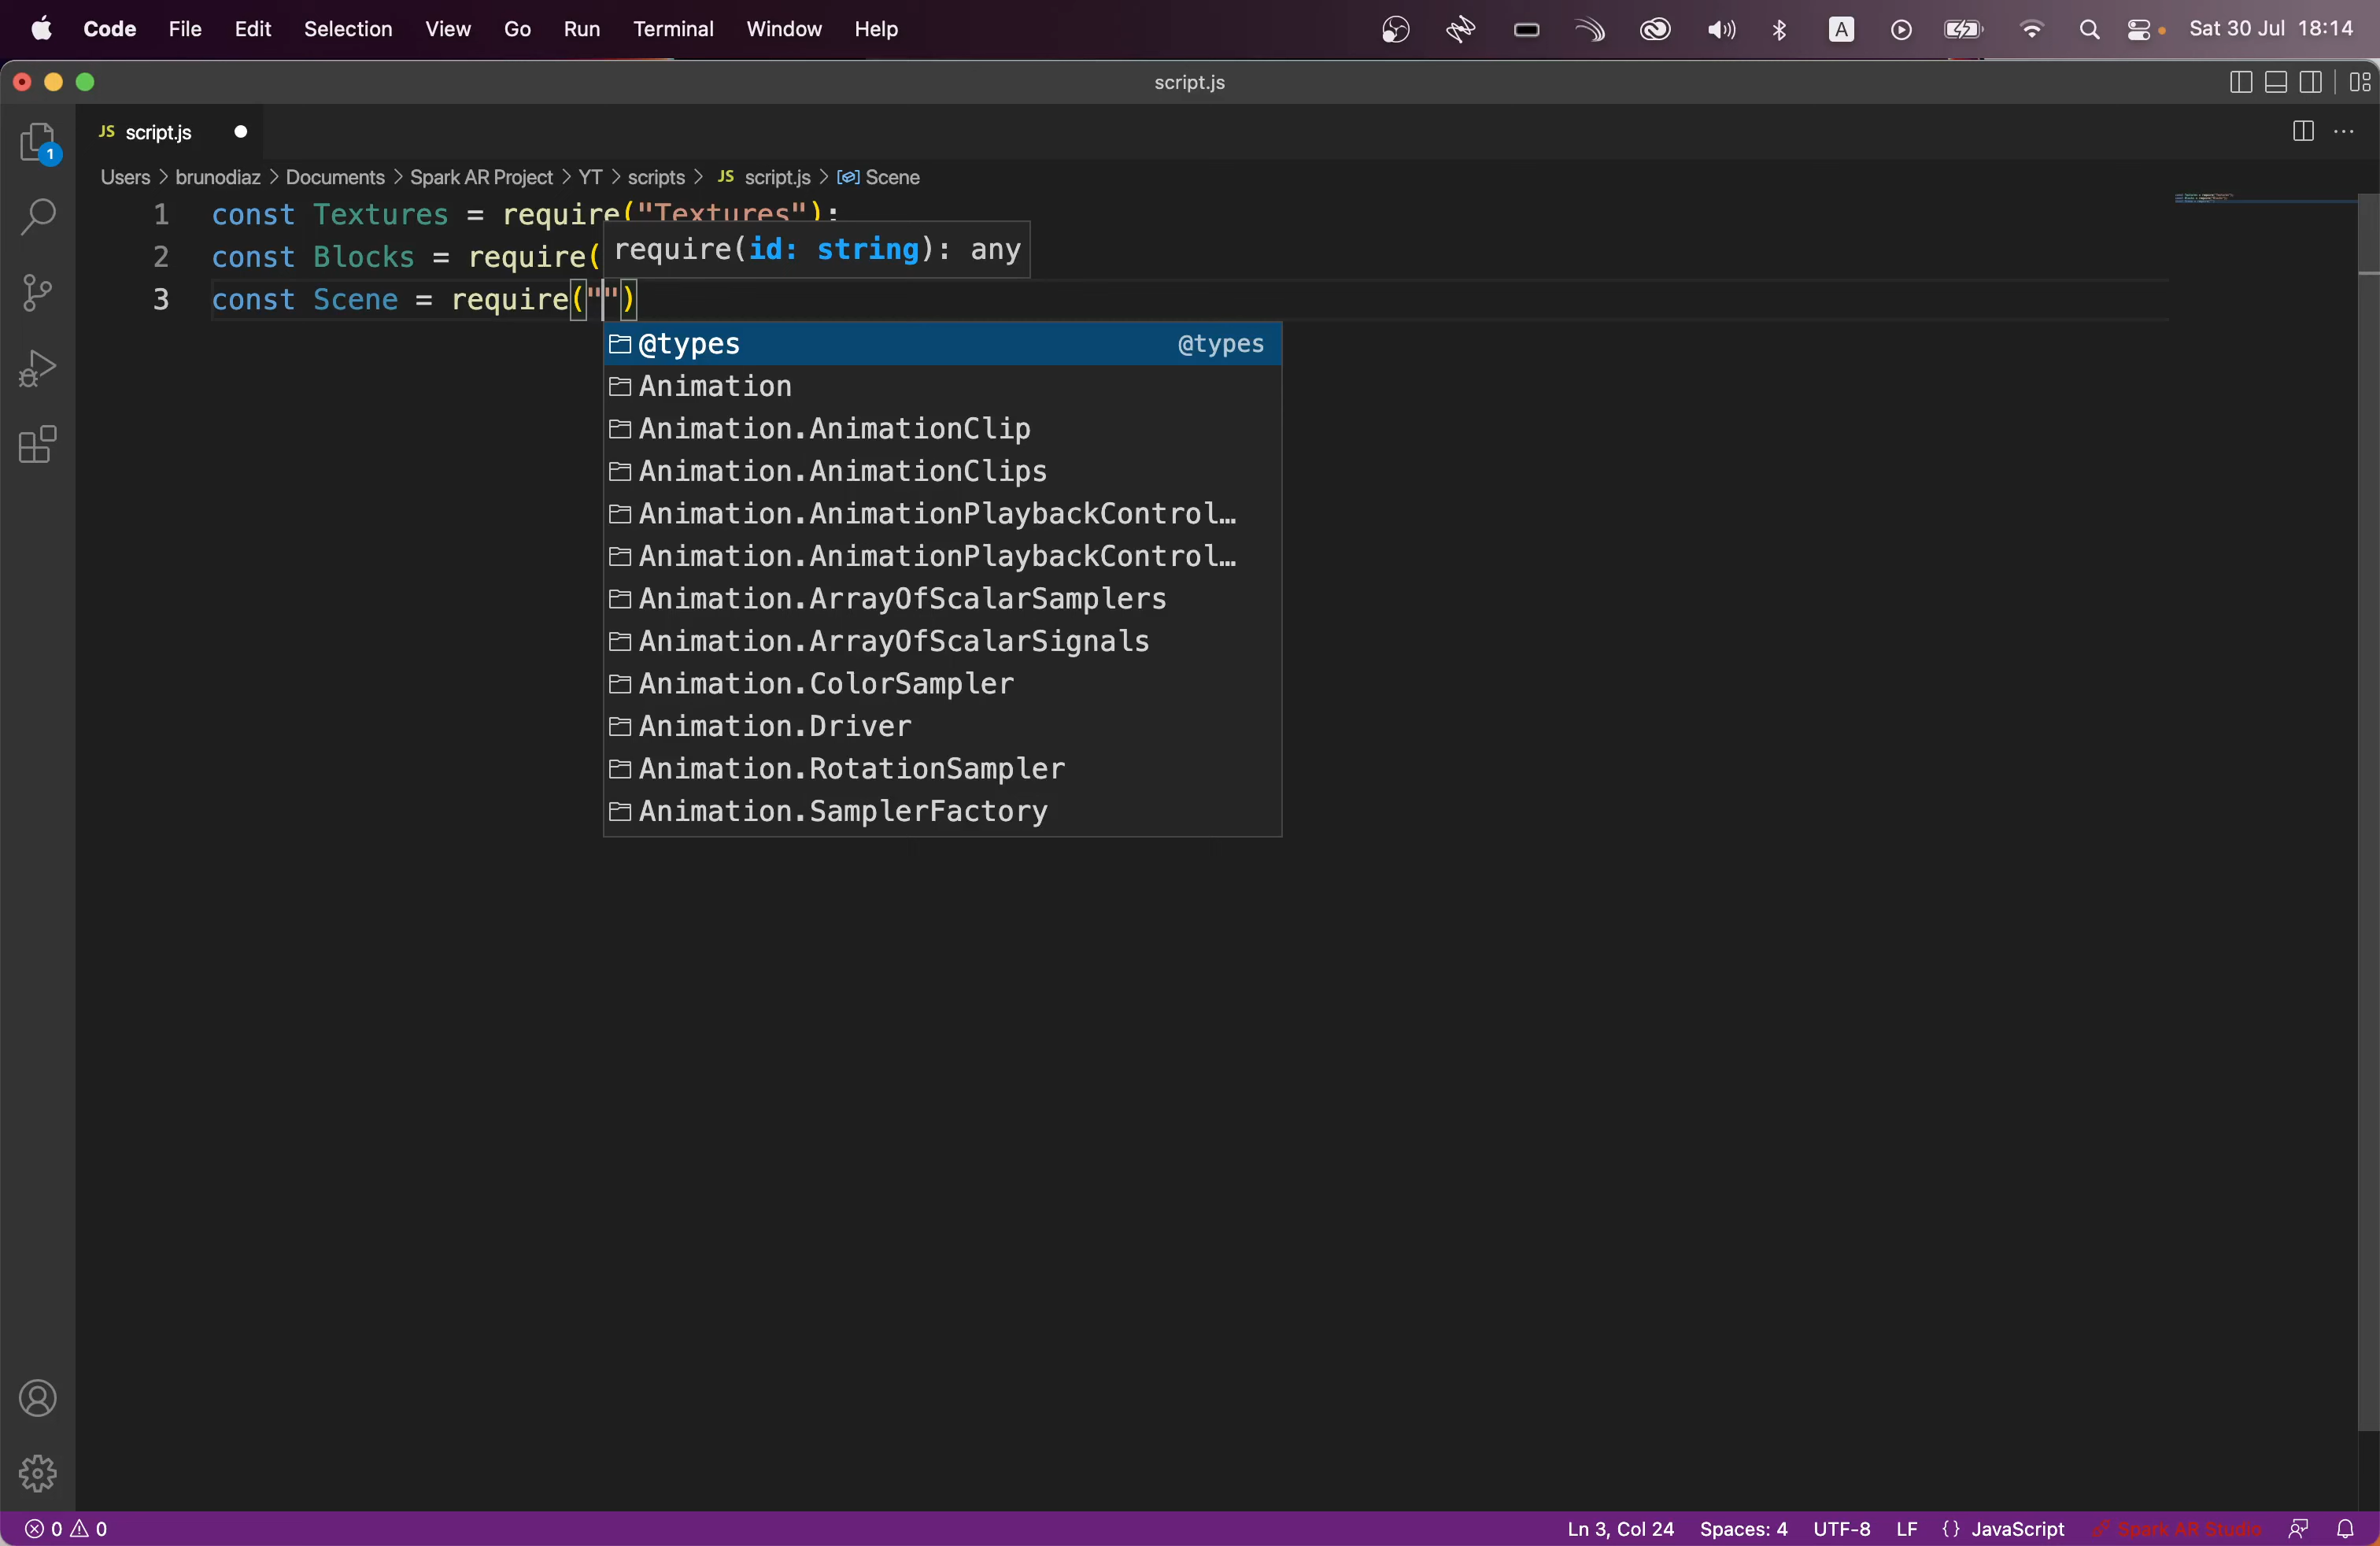 Code File Edit Selection View Go Run Terminal Window Help A Sat 30 Jul 18:14
script.js
1
JS script.js
Users > brunodiaz > Documents > Spark AR Project > YT > scripts > JS script.js > Scene
1 const Textures = require("Textures");
2 const Blocks = require(
require(id: string): any
3 const Scene = require("")
@types @types
Animation
Animation.AnimationClip
Animation.AnimationClips
Animation.AnimationPlaybackControl…
Animation.AnimationPlaybackControl…
Animation.ArrayOfScalarSamplers
Animation.ArrayOfScalarSignals
Animation.ColorSampler
Animation.Driver
Animation.RotationSampler
Animation.SamplerFactory
0 0 Ln 3, Col 24 Spaces: 4 UTF-8 LF {} JavaScript Spark AR Studio